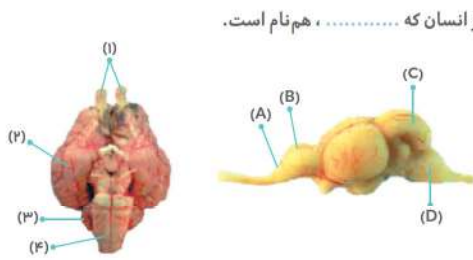 انسان که ............ ، هم‌نام است.
(۱)
(۲)
(۳)
(۴)
(A)
(B)
(C)
(D)